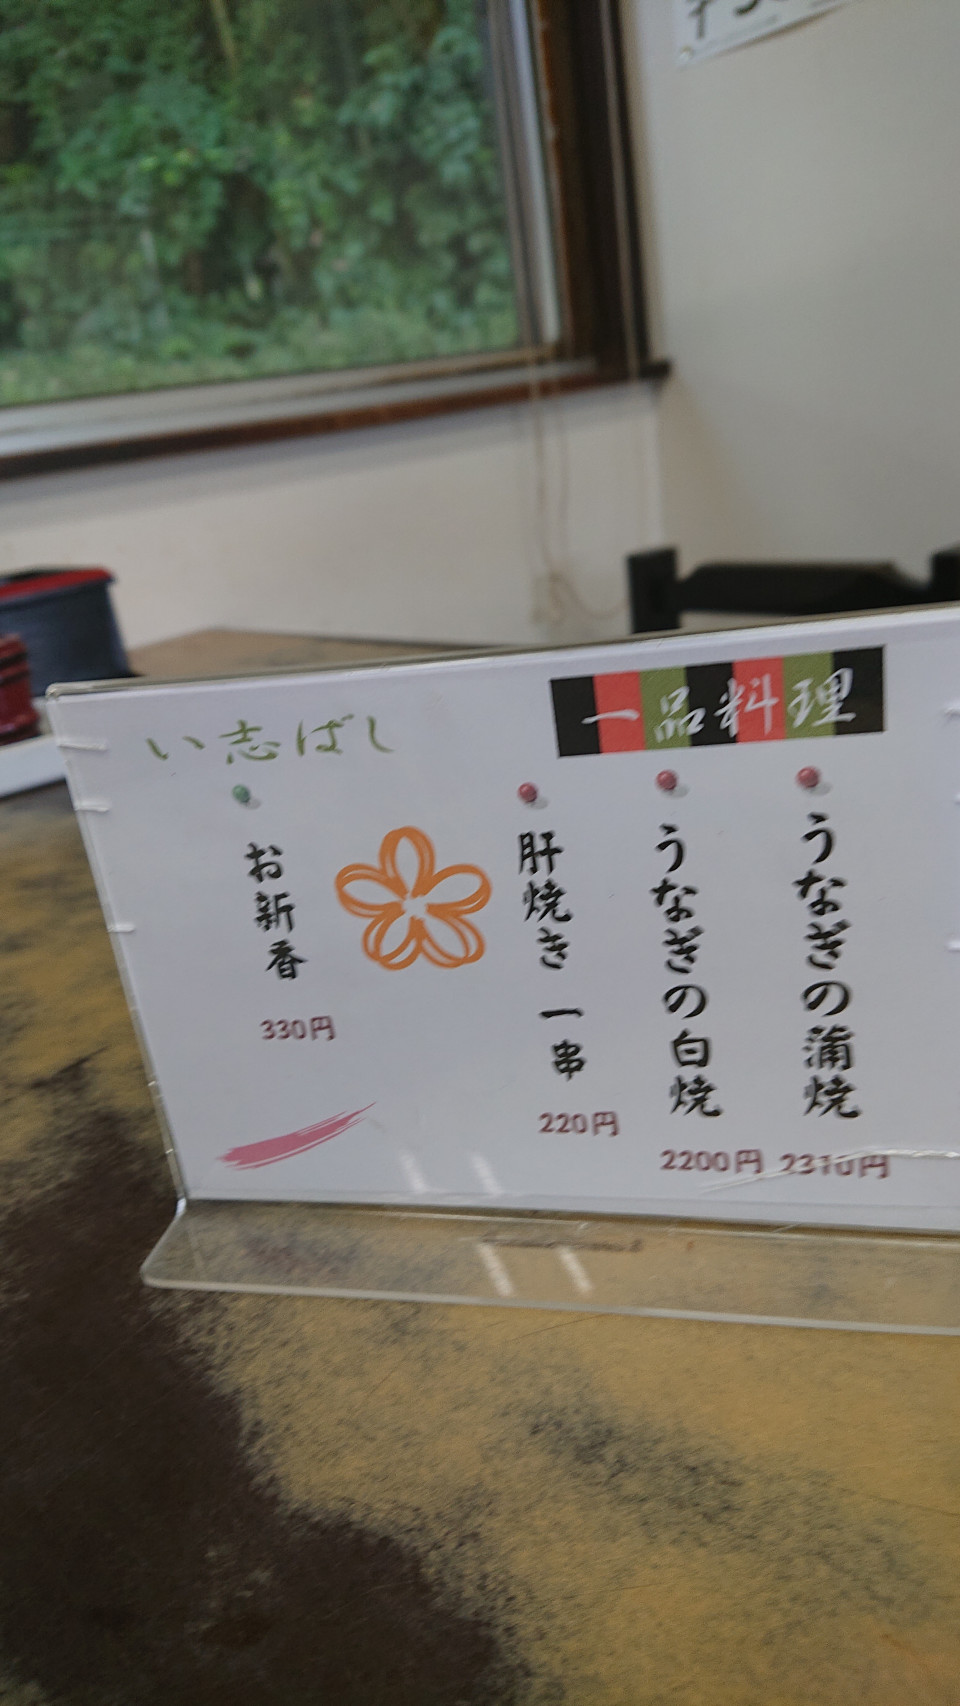 一品料理
うなぎの蒲焼
2310円
うなぎの白焼
2200円
肝焼き 一串
220円
い志ばし
お新香
330円